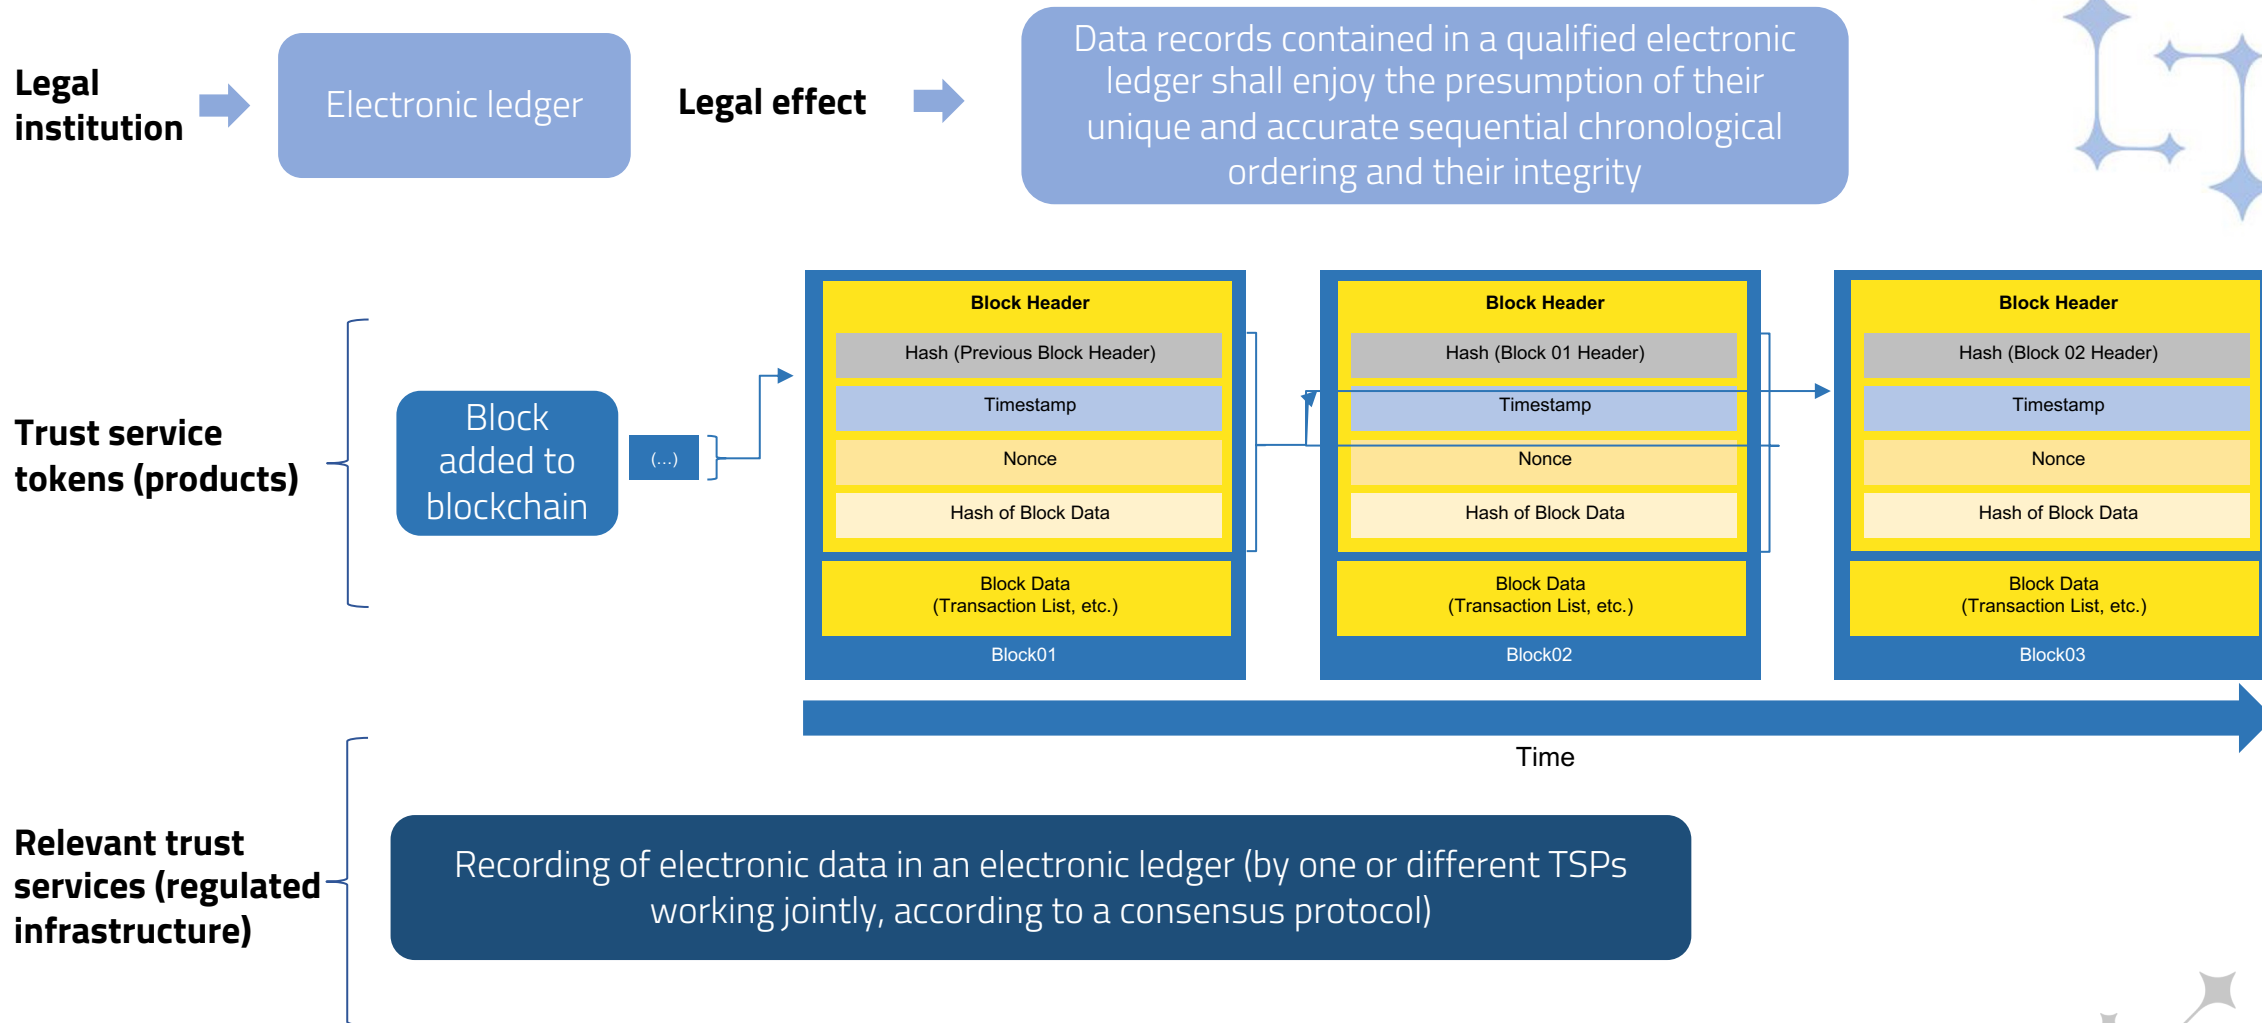 Legal
institution
Electronic ledger
Legal effect
Data records contained in a qualified electronic
ledger shall enjoy the presumption of their
unique and accurate sequential chronological
ordering and their integrity
Trust service
tokens (products)
Block
added to
blockchain
(...)
Block Header
Hash (Previous Block Header)
Timestamp
Nonce
Hash of Block Data
Block Data
(Transaction List, etc.)
Block01
Block Header
Hash (Block 01 Header)
Timestamp
Nonce
Hash of Block Data
Block Data
(Transaction List, etc.)
Block02
Block Header
Hash (Block 02 Header)
Timestamp
Nonce
Hash of Block Data
Block Data
(Transaction List, etc.)
Block03
Time
Relevant trust
services (regulated
infrastructure)
Recording of electronic data in an electronic ledger (by one or different TSPs
working jointly, according to a consensus protocol)